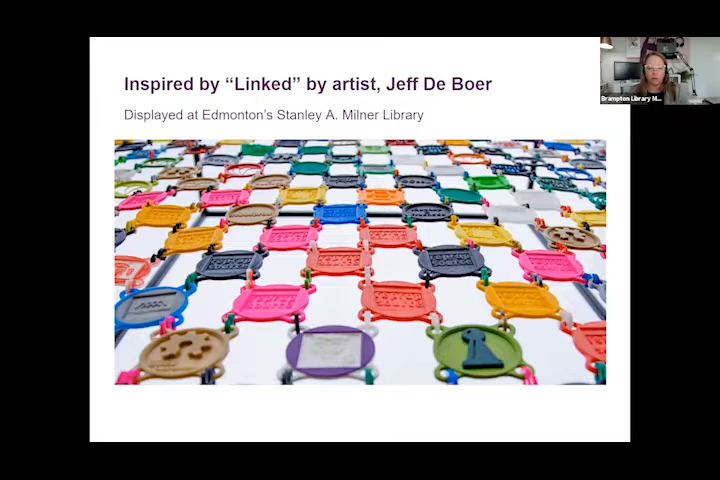 Inspired by “Linked” by artist, Jeff De Boer
Displayed at Edmonton's Stanley A. Milner Library
Brampton Library M...